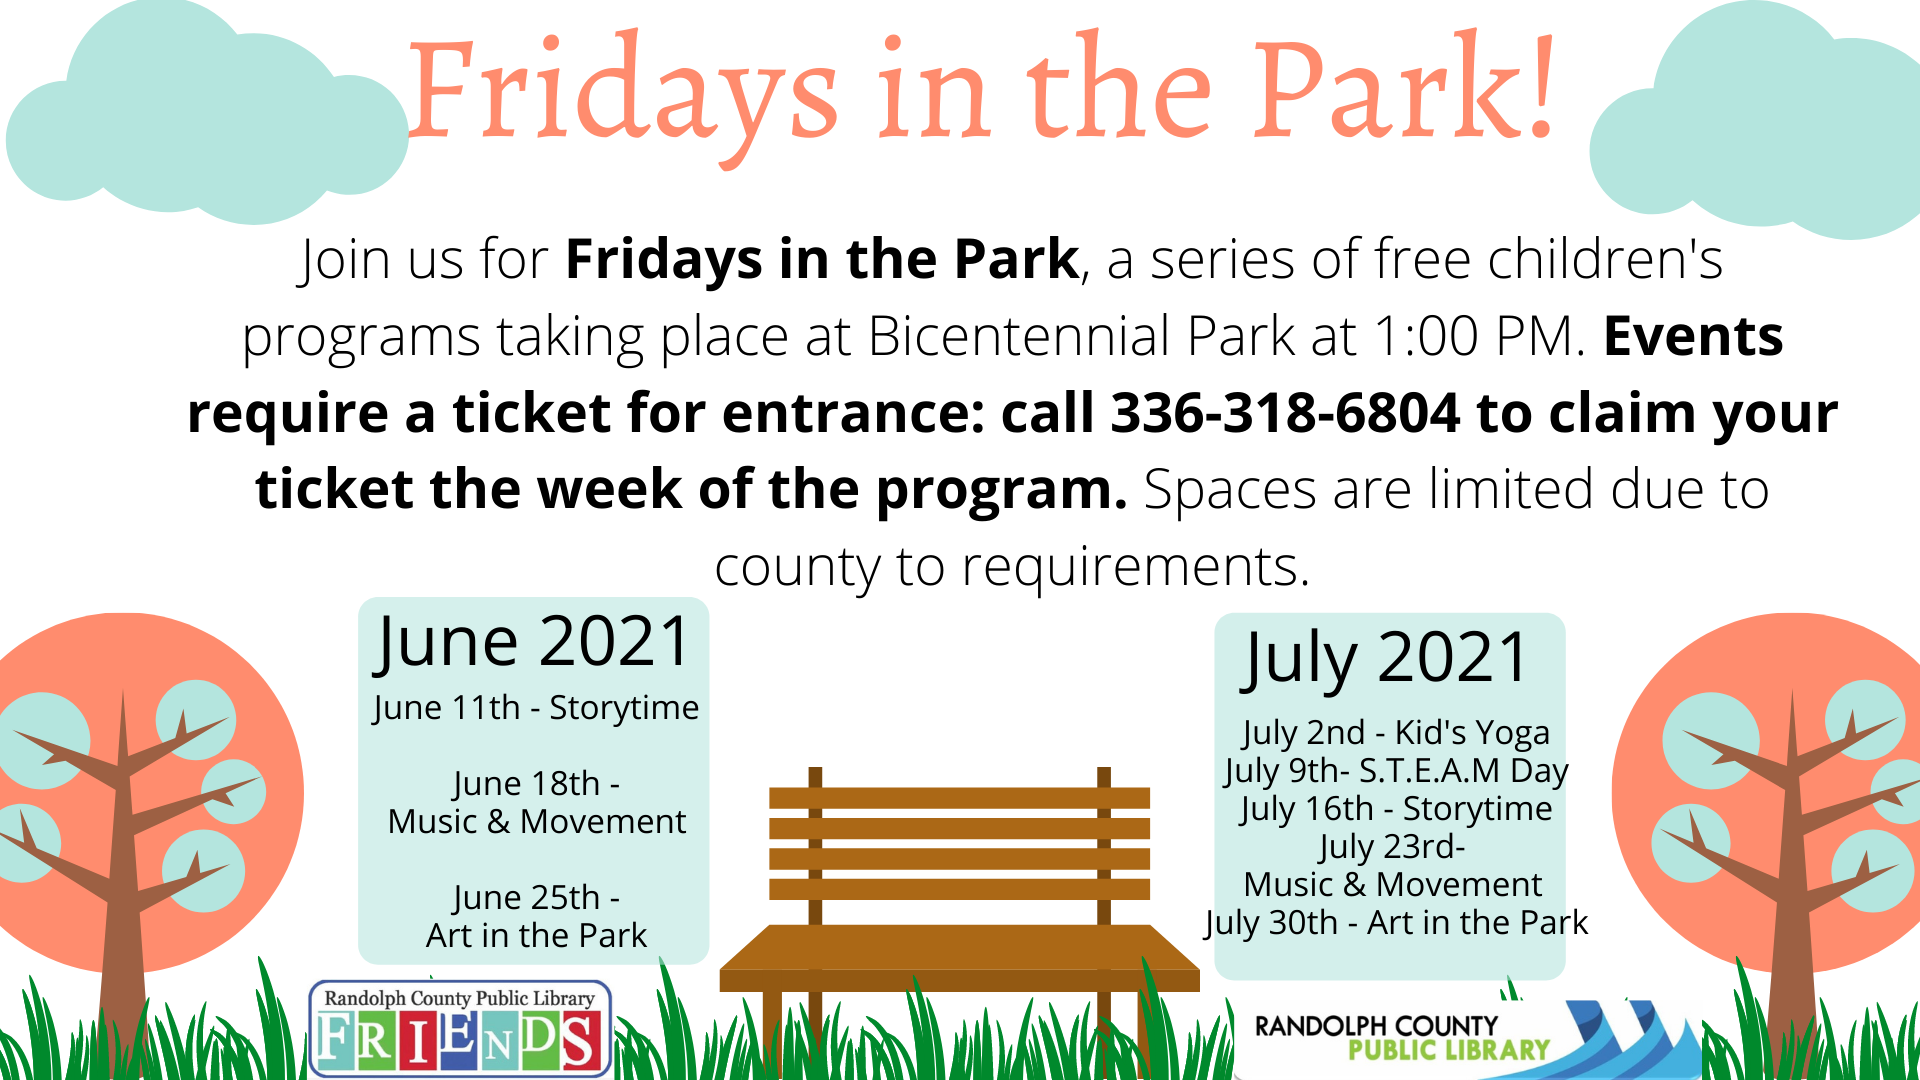 Fridays in the Park!
Join us for Fridays in the Park, a series of free children's
programs taking place at Bicentennial Park at 1:00 PM. Events
require a ticket for entrance: call 336-318-6804 to claim your
ticket the week of the program. Spaces are limited due to
county to requirements.
June 2021
June 11th - Storytime
June 18th -
Music & Movement
June 25th -
Art in the Park
July 2021
July 2nd - Kid's Yoga
July 9th- S.T.E.A.M Day
July 16th - Storytime
July 23rd-
Music & Movement
July 30th - Art in the Park
Randolph County Public Library
FRIENDS
RANDOLPH COUNTY
PUBLIC LIBRARY